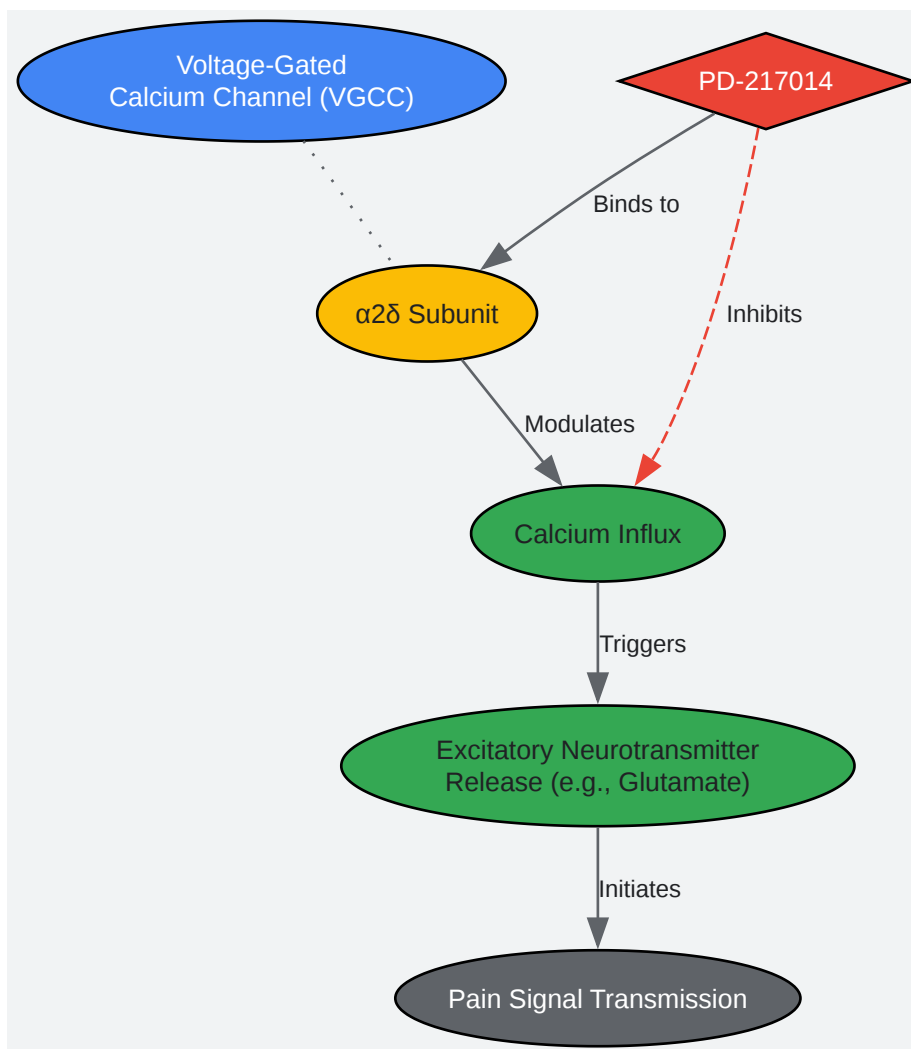 Voltage-Gated
Calcium Channel (VGCC)
PD-217014
Binds to
α2δ Subunit
Inhibits
Modulates
Calcium Influx
Triggers
Excitatory Neurotransmitter
Release (e.g., Glutamate)
Initiates
Pain Signal Transmission